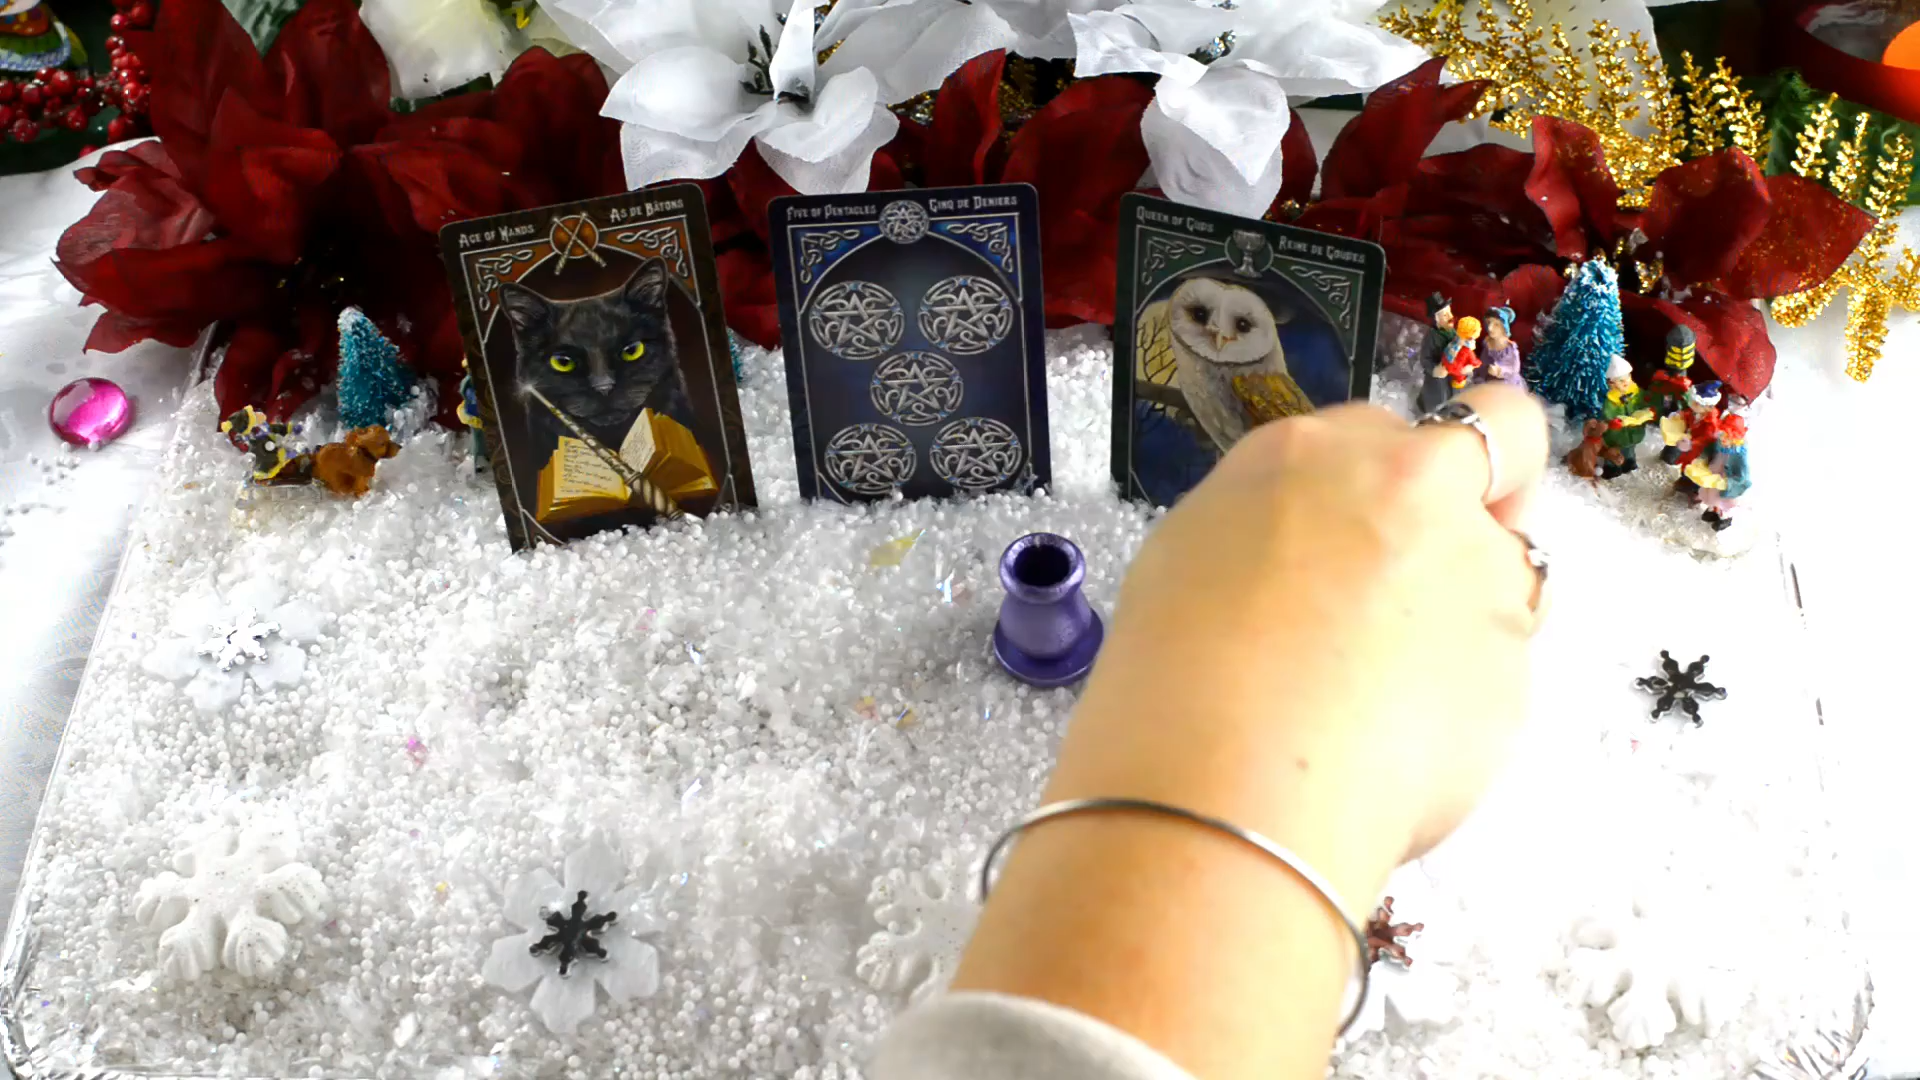 Ace of Wands
As de Bâtons
Five of Pentacles
Cinq de Deniers
Queen of Cups
Reine de Coupes